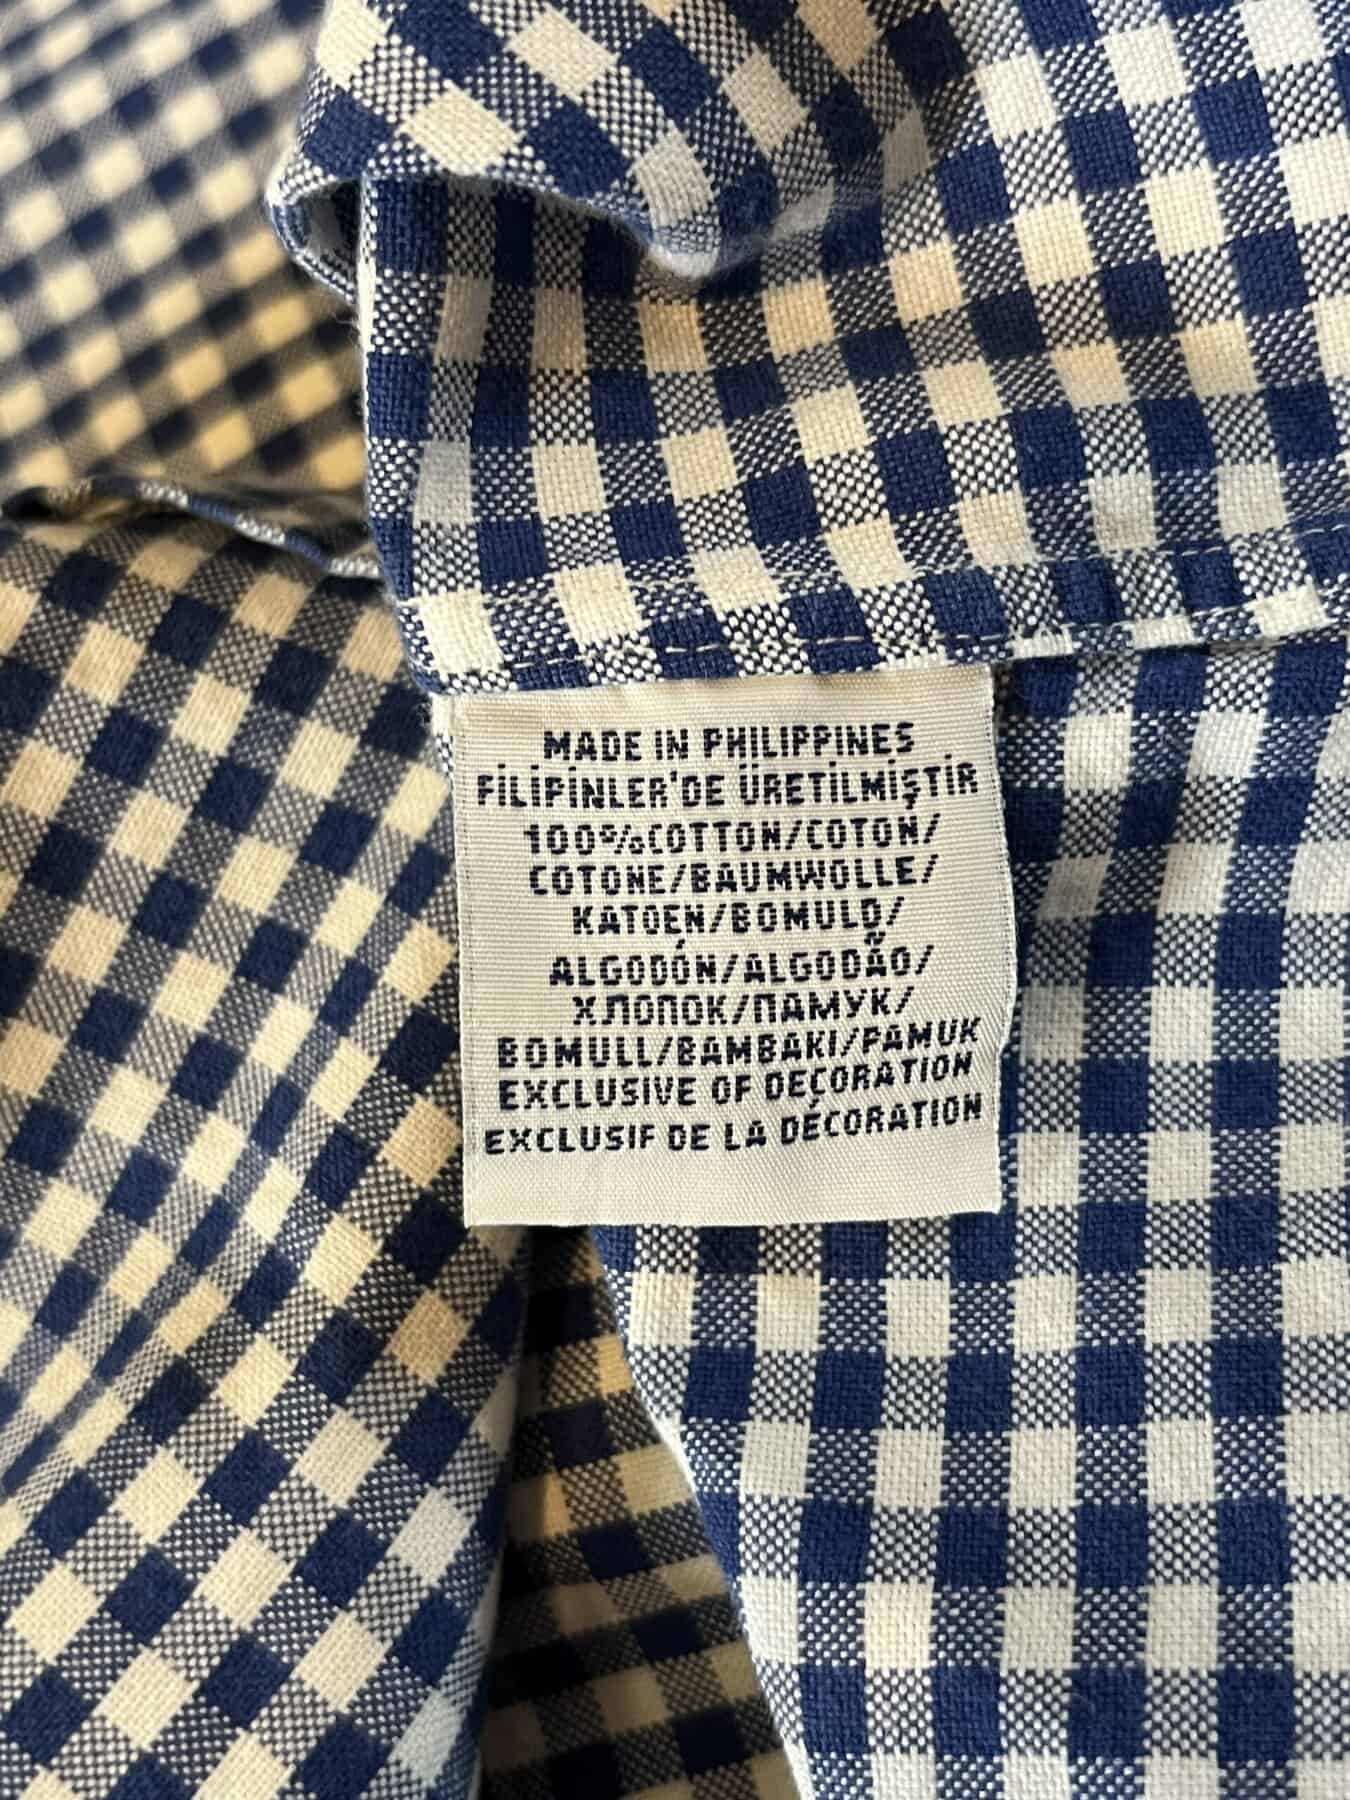 MADE IN PHILIPPINES
FİLİPİNLER'DE ÜRETİLMİŞTİR
100%COTTON/COTON/
COTONE/BAUMWOLLE/
KATOEN/BOMULD/
ALGODÓN/ALGODÃO/
ХЛОПОК/ПАМУК/
BOMULL/BAMBAKI/PAMUK
EXCLUSIVE OF DECORATION
EXCLUSIF DE LA DÉCORATION